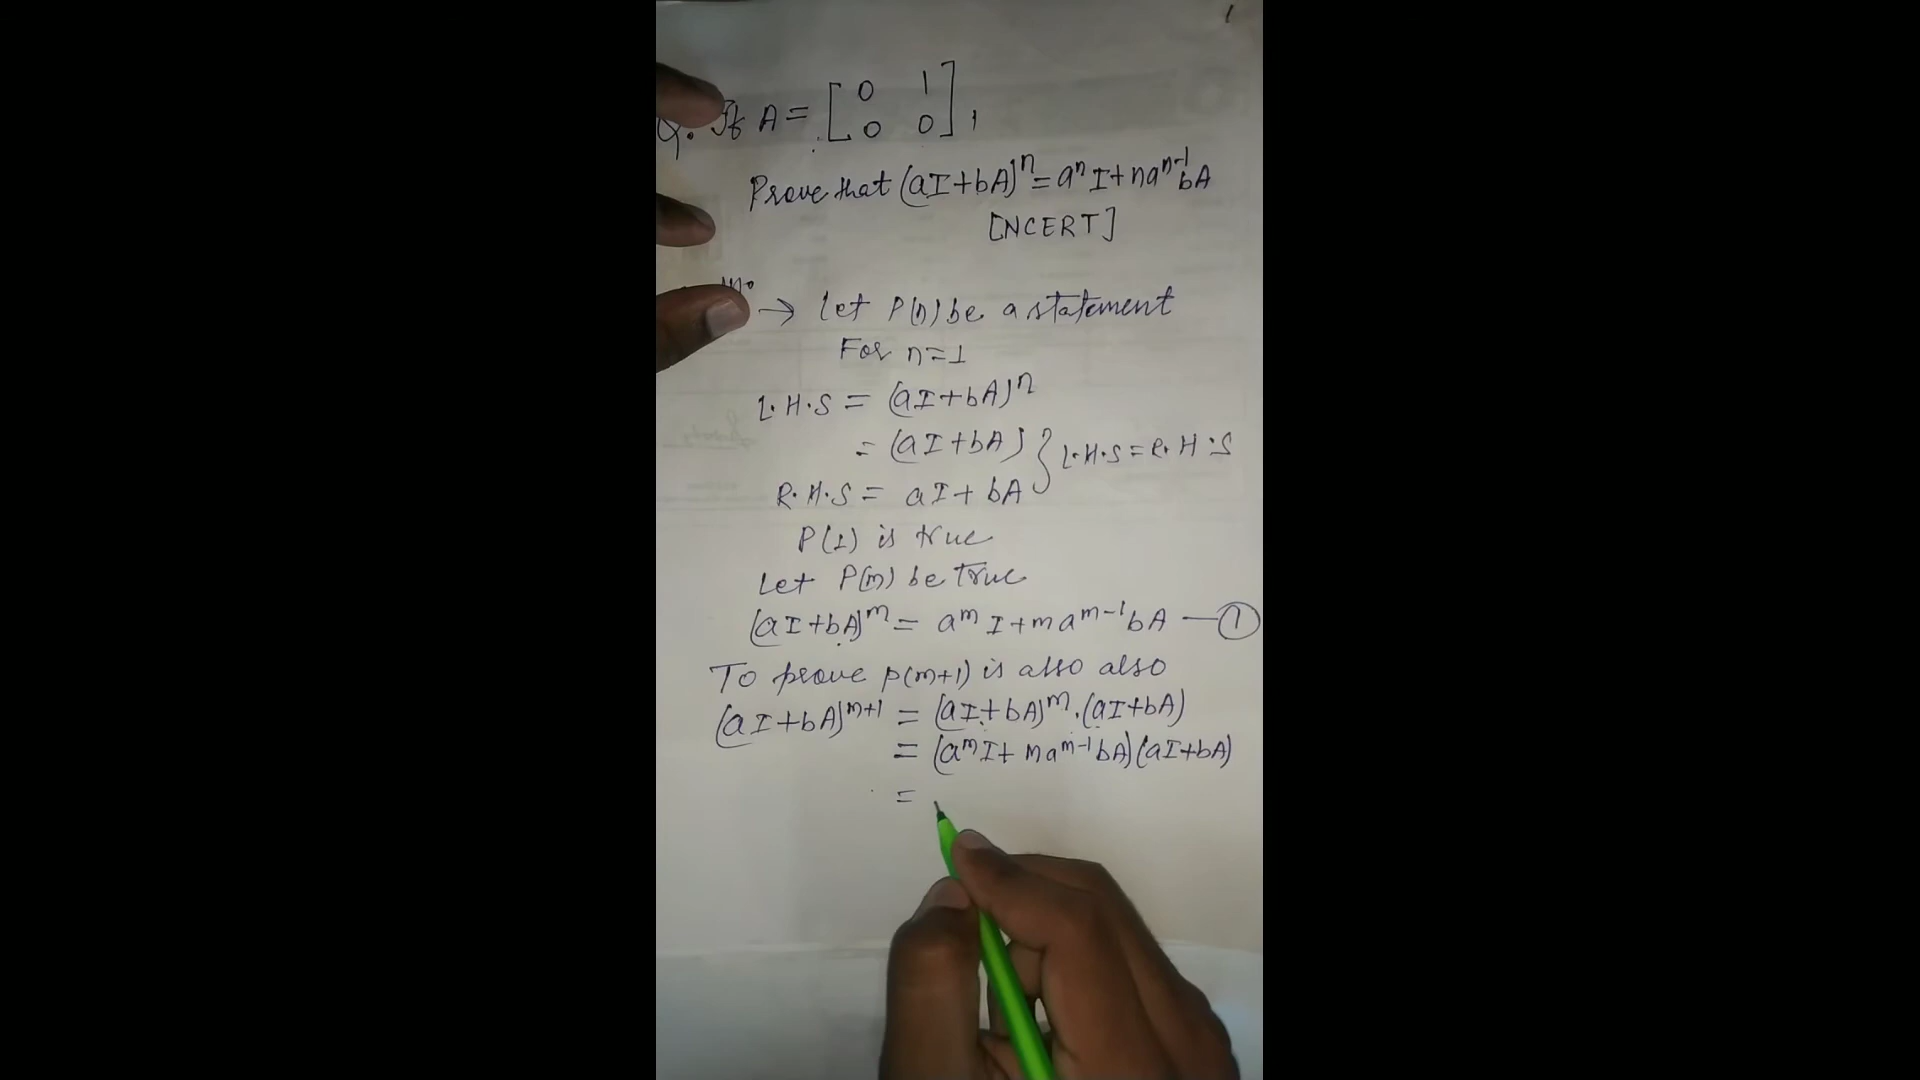 1
Q. If A = [0 1
0 0],
Prove that (aI+bA)^n = a^n I + na^{n-1} bA
[NCERT]
→ Let P(n) be a statement
For n=1
L.H.S = (aI+bA)^n
= (aI+bA) } L.H.S = R.H.S
R.H.S = aI + bA
P(1) is true
Let P(m) be true
(aI+bA)^m = a^m I + ma^{m-1} bA — ①
To prove p(m+1) is also also
(aI+bA)^{m+1} = (aI+bA)^m . (aI+bA)
= (a^m I + ma^{m-1} bA)(aI+bA)
=